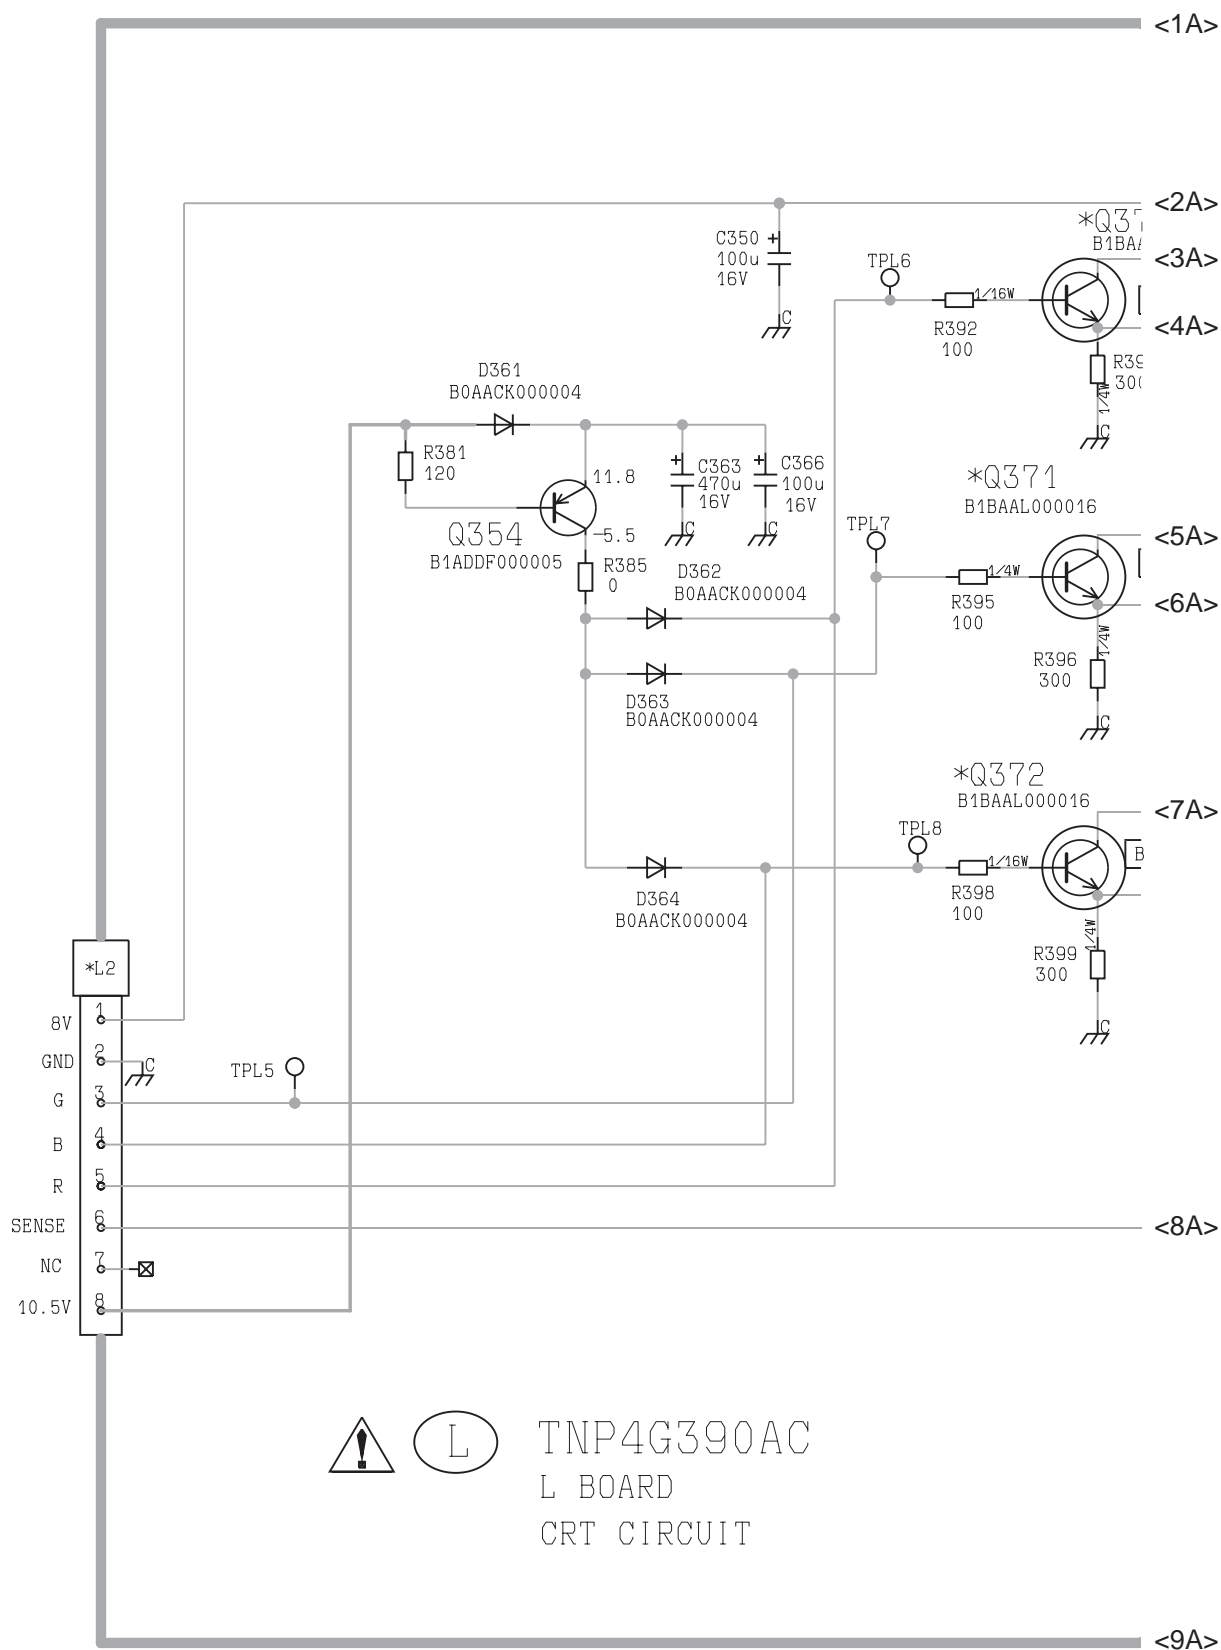 <1A>
<2A>
*Q37
B1BAA
<3A>
C350
100u
16V
C
TPL6
1/16W
R392
100
<4A>
R39
300
1/4W
C
D361
B0AACK000004
R381
120
11.8
C363
470u
16V
C
C366
100u
16V
C
*Q371
B1BAAL000016
Q354
B1ADDF000005
-5.5
R385
0
TPL7
<5A>
D362
B0AACK000004
1/4W
R395
100
<6A>
1/4W
R396
300
C
D363
B0AACK000004
*Q372
B1BAAL000016
<7A>
TPL8
1/16W
B
D364
B0AACK000004
R398
100
1/4W
R399
300
C
*L2
8V 1
GND 2
C
TPL5
G 3
B 4
R 5
SENSE 6
<8A>
NC 7
10.5V 8
L
TNP4G390AC
L BOARD
CRT CIRCUIT
<9A>